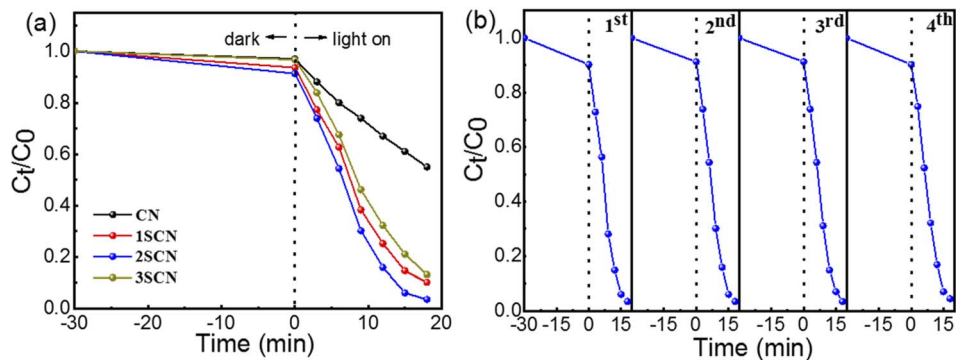 (a)
dark
light on
1.0
0.8
0.6
0.4
0.2
0.0
Ct/C0
CN
1SCN
2SCN
3SCN
-30 0 10 20
Time (min)
(b)
1st 2nd 3rd 4th
1.0
0.8
0.6
0.4
0.2
0.0
Ct/C0
-30 -15 0 15 -15 0 15 -15 0 15 -15 0 15
Time (min)